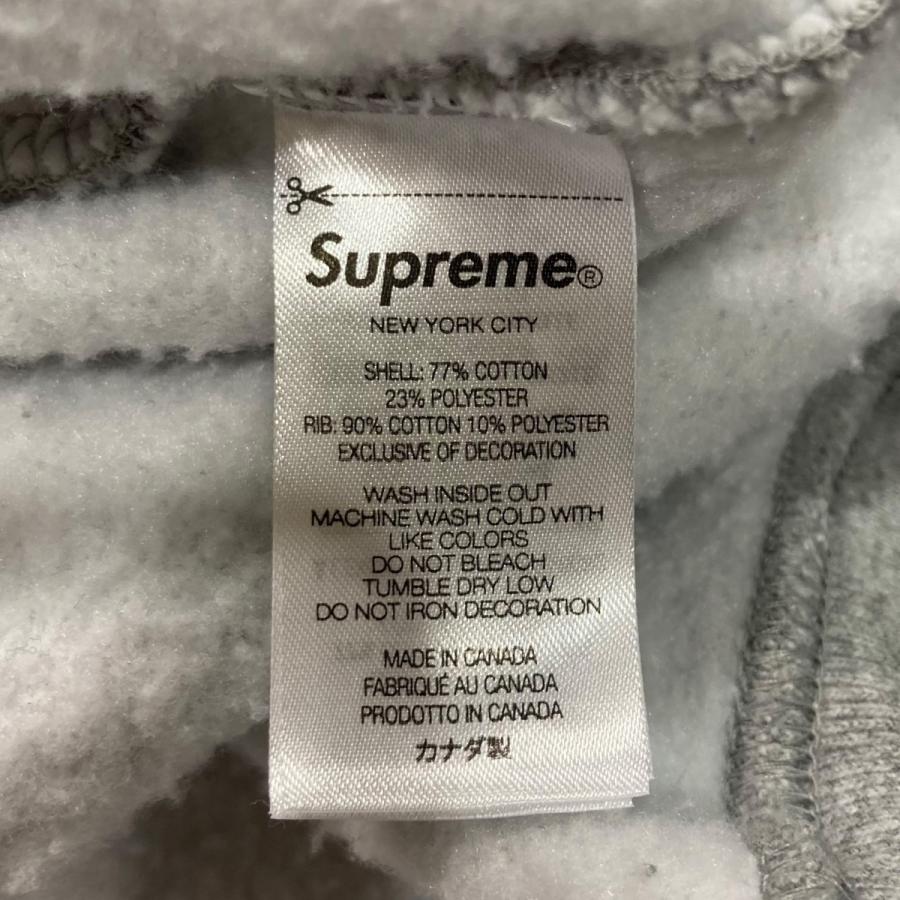 Supreme®
NEW YORK CITY
SHELL: 77% COTTON
23% POLYESTER
RIB: 90% COTTON 10% POLYESTER
EXCLUSIVE OF DECORATION
WASH INSIDE OUT
MACHINE WASH COLD WITH
LIKE COLORS
DO NOT BLEACH
TUMBLE DRY LOW
DO NOT IRON DECORATION
MADE IN CANADA
FABRIQUÉ AU CANADA
PRODOTTO IN CANADA
カナダ製